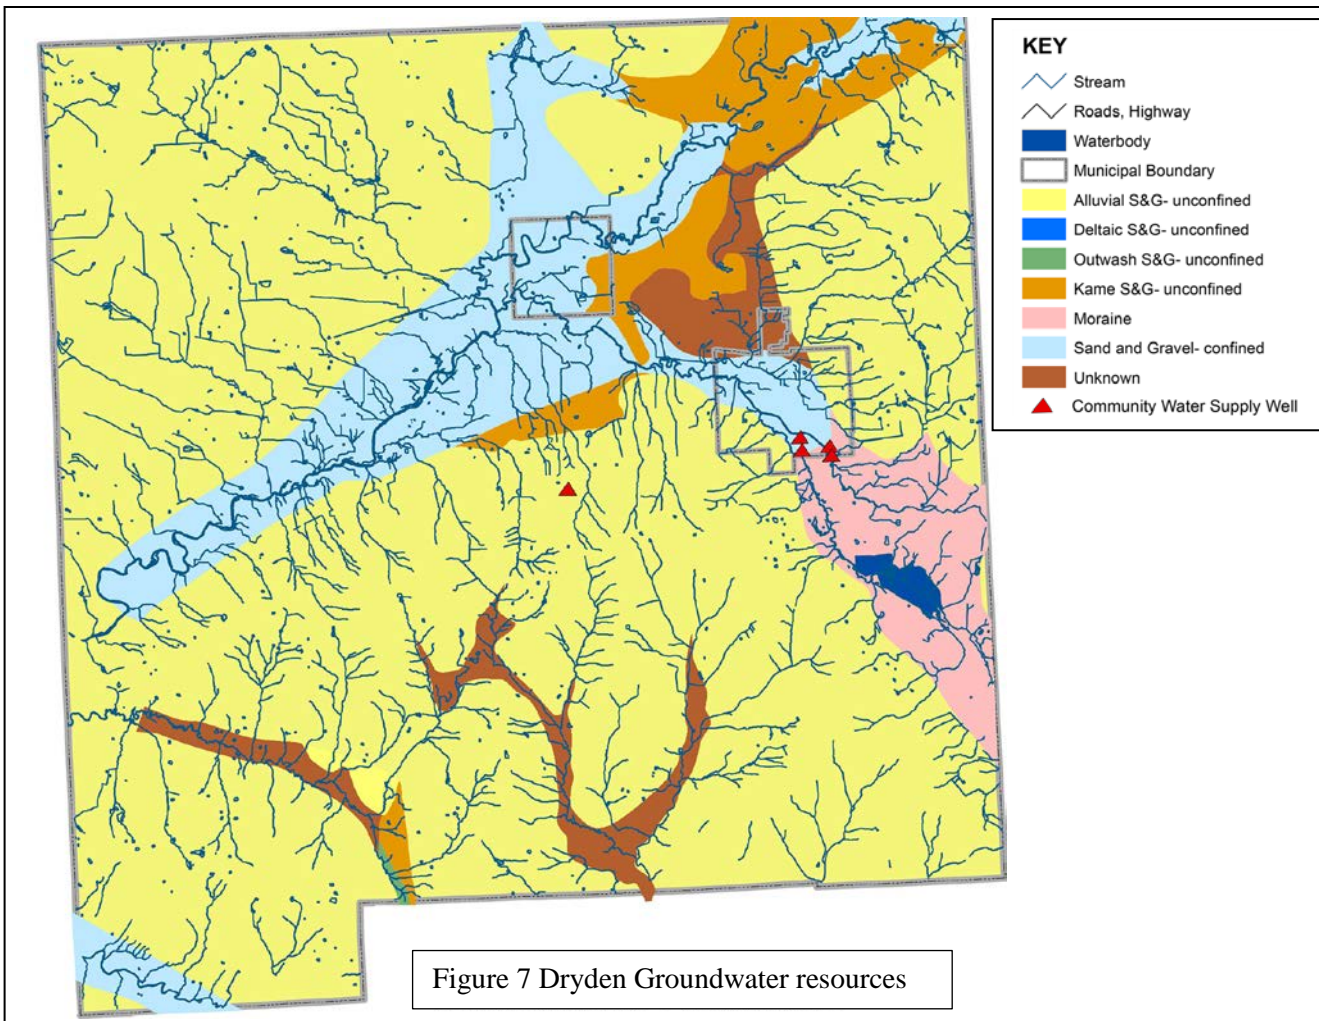 KEY
Stream
Roads, Highway
Waterbody
Municipal Boundary
Alluvial S&G- unconfined
Deltaic S&G- unconfined
Outwash S&G- unconfined
Kame S&G- unconfined
Moraine
Sand and Gravel- confined
Unknown
Community Water Supply Well
Figure 7 Dryden Groundwater resources